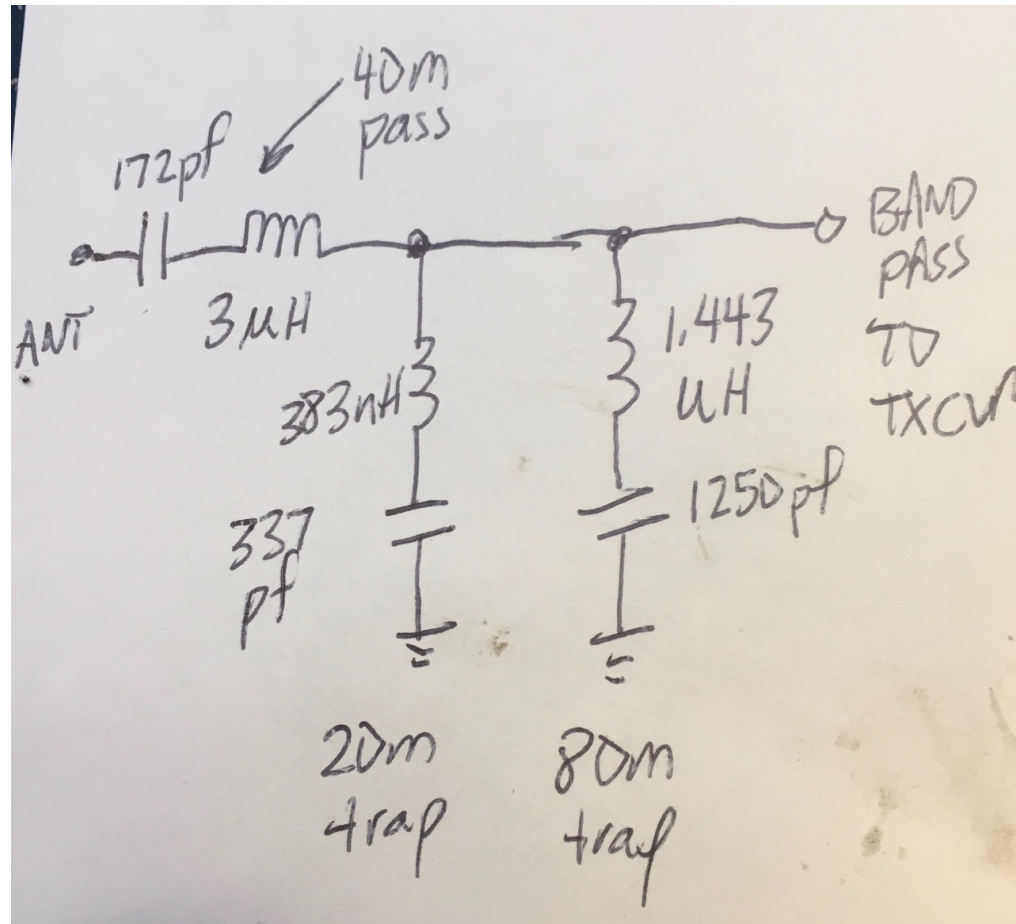 40m
pass
172pf
ANT
3μH
383nH
337
pf
1.443
μH
1250pf
BAND
PASS
TO
TXCVR
20m
trap
80m
trap